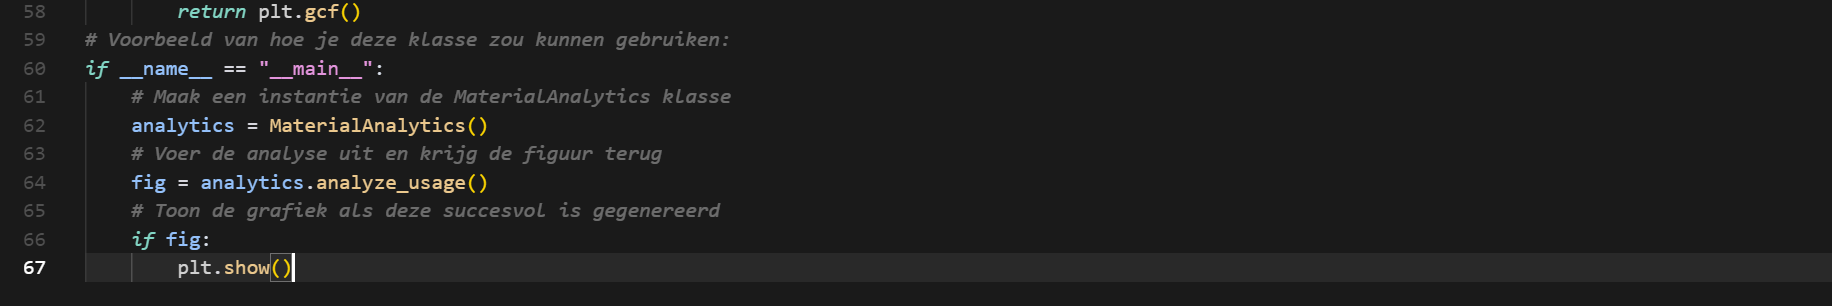 58 return plt.gcf()
59 # Voorbeeld van hoe je deze klasse zou kunnen gebruiken:
60 if __name__ == "__main__":
61 # Maak een instantie van de MaterialAnalytics klasse
62 analytics = MaterialAnalytics()
63 # Voer de analyse uit en krijg de figuur terug
64 fig = analytics.analyze_usage()
65 # Toon de grafiek als deze succesvol is gegenereerd
66 if fig:
67 plt.show()